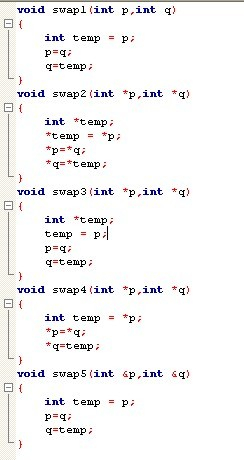 void swap1(int p,int q)
{
int temp = p;
p=q;
q=temp;
}
void swap2(int *p,int *q)
{
int *temp;
*temp = *p;
*p=*q;
*q=*temp;
}
void swap3(int *p,int *q)
{
int *temp;
temp = p;
p=q;
q=temp;
}
void swap4(int *p,int *q)
{
int temp = *p;
*p=*q;
*q=temp;
}
void swap5(int &p,int &q)
{
int temp = p;
p=q;
q=temp;
}